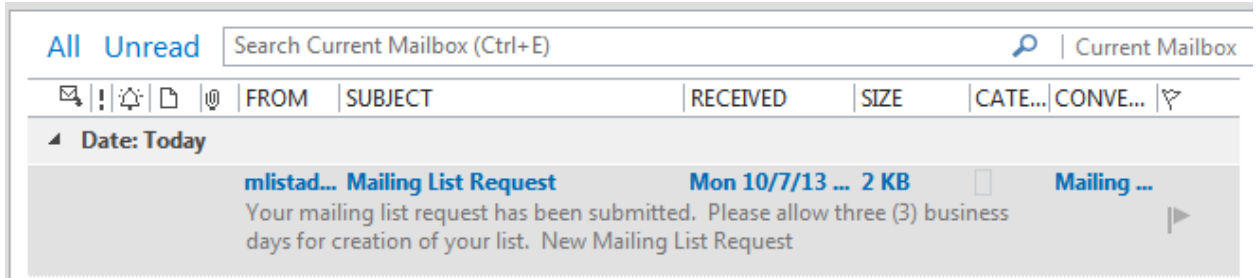 All Unread Search Current Mailbox (Ctrl+E) Current Mailbox
! FROM SUBJECT RECEIVED SIZE CATE... CONVE...
Date: Today
mlistad... Mailing List Request Mon 10/7/13 ... 2 KB Mailing ...
Your mailing list request has been submitted. Please allow three (3) business
days for creation of your list. New Mailing List Request